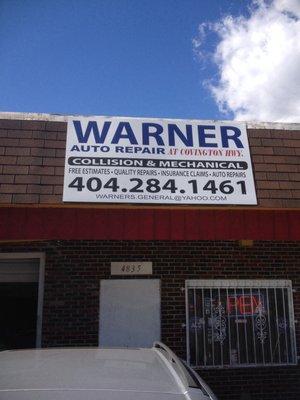 WARNER
AUTO REPAIR AT COVINGTON HWY.
COLLISION & MECHANICAL
FREE ESTIMATES • QUALITY REPAIRS • INSURANCE CLAIMS • AUTO REPAIRS
404.284.1461
WARNERS.GENERAL@YAHOO.COM
4835
OPEN